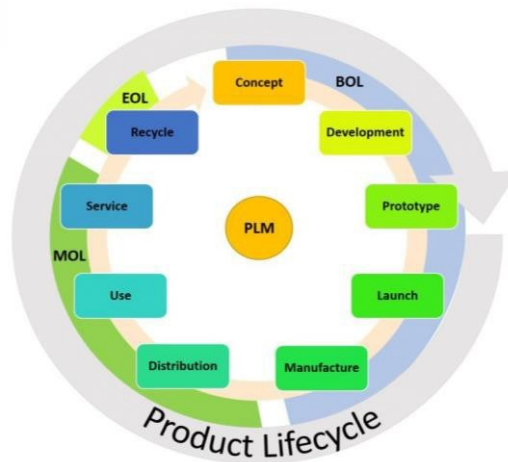 Concept
BOL
EOL
Recycle
Development
Service
PLM
Prototype
MOL
Use
Launch
Distribution
Manufacture
Product Lifecycle